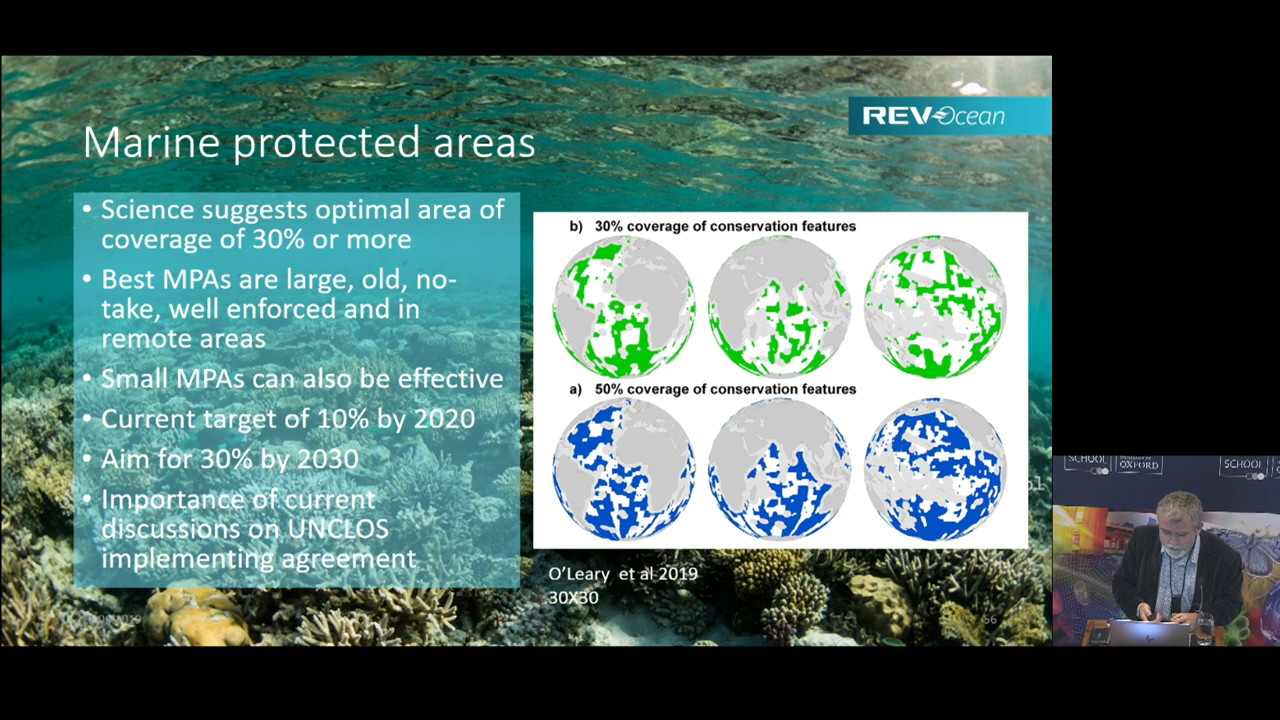 REV Ocean
Marine protected areas
• Science suggests optimal area of
coverage of 30% or more
• Best MPAs are large, old, no-
take, well enforced and in
remote areas
• Small MPAs can also be effective
• Current target of 10% by 2020
• Aim for 30% by 2030
• Importance of current
discussions on UNCLOS
implementing agreement
b) 30% coverage of conservation features
a) 50% coverage of conservation features
O'Leary et al 2019
30X30
56
SCHOOL
OXFORD
SCHOOL